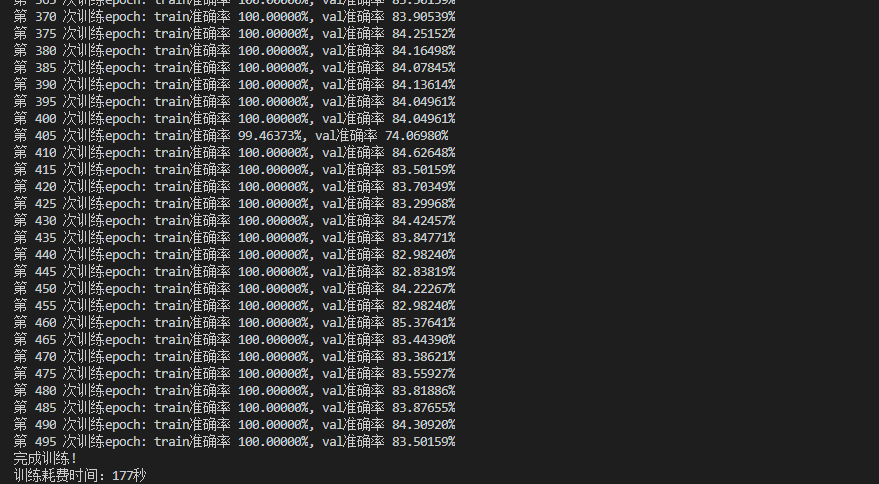 第 370 次训练epoch: train准确率 100.00000%, val准确率 83.90539%
第 375 次训练epoch: train准确率 100.00000%, val准确率 84.25152%
第 380 次训练epoch: train准确率 100.00000%, val准确率 84.16498%
第 385 次训练epoch: train准确率 100.00000%, val准确率 84.07845%
第 390 次训练epoch: train准确率 100.00000%, val准确率 84.13614%
第 395 次训练epoch: train准确率 100.00000%, val准确率 84.04961%
第 400 次训练epoch: train准确率 100.00000%, val准确率 84.04961%
第 405 次训练epoch: train准确率 99.46373%, val准确率 74.06980%
第 410 次训练epoch: train准确率 100.00000%, val准确率 84.62648%
第 415 次训练epoch: train准确率 100.00000%, val准确率 83.50159%
第 420 次训练epoch: train准确率 100.00000%, val准确率 83.70349%
第 425 次训练epoch: train准确率 100.00000%, val准确率 83.29968%
第 430 次训练epoch: train准确率 100.00000%, val准确率 84.42457%
第 435 次训练epoch: train准确率 100.00000%, val准确率 83.84771%
第 440 次训练epoch: train准确率 100.00000%, val准确率 82.98240%
第 445 次训练epoch: train准确率 100.00000%, val准确率 82.83819%
第 450 次训练epoch: train准确率 100.00000%, val准确率 84.22267%
第 455 次训练epoch: train准确率 100.00000%, val准确率 82.98240%
第 460 次训练epoch: train准确率 100.00000%, val准确率 85.37641%
第 465 次训练epoch: train准确率 100.00000%, val准确率 83.44390%
第 470 次训练epoch: train准确率 100.00000%, val准确率 83.38621%
第 475 次训练epoch: train准确率 100.00000%, val准确率 83.55927%
第 480 次训练epoch: train准确率 100.00000%, val准确率 83.81886%
第 485 次训练epoch: train准确率 100.00000%, val准确率 83.87655%
第 490 次训练epoch: train准确率 100.00000%, val准确率 84.30920%
第 495 次训练epoch: train准确率 100.00000%, val准确率 83.50159%
完成训练!
训练耗费时间: 177秒